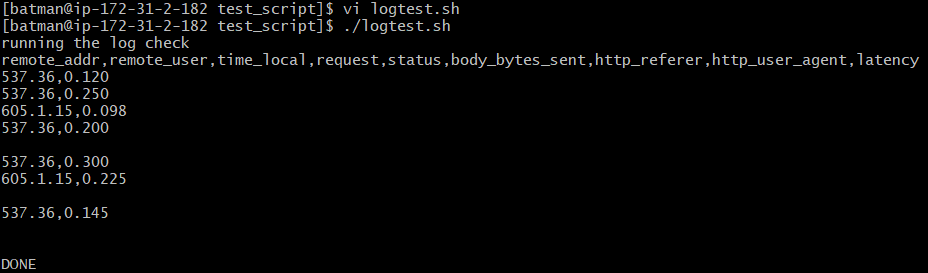 [batman@ip-172-31-2-182 test_script]$ vi logtest.sh
[batman@ip-172-31-2-182 test_script]$ ./logtest.sh
running the log check
remote_addr,remote_user,time_local,request,status,body_bytes_sent,http_referer,http_user_agent,latency
537.36,0.120
537.36,0.250
605.1.15,0.098
537.36,0.200
537.36,0.300
605.1.15,0.225
537.36,0.145
DONE